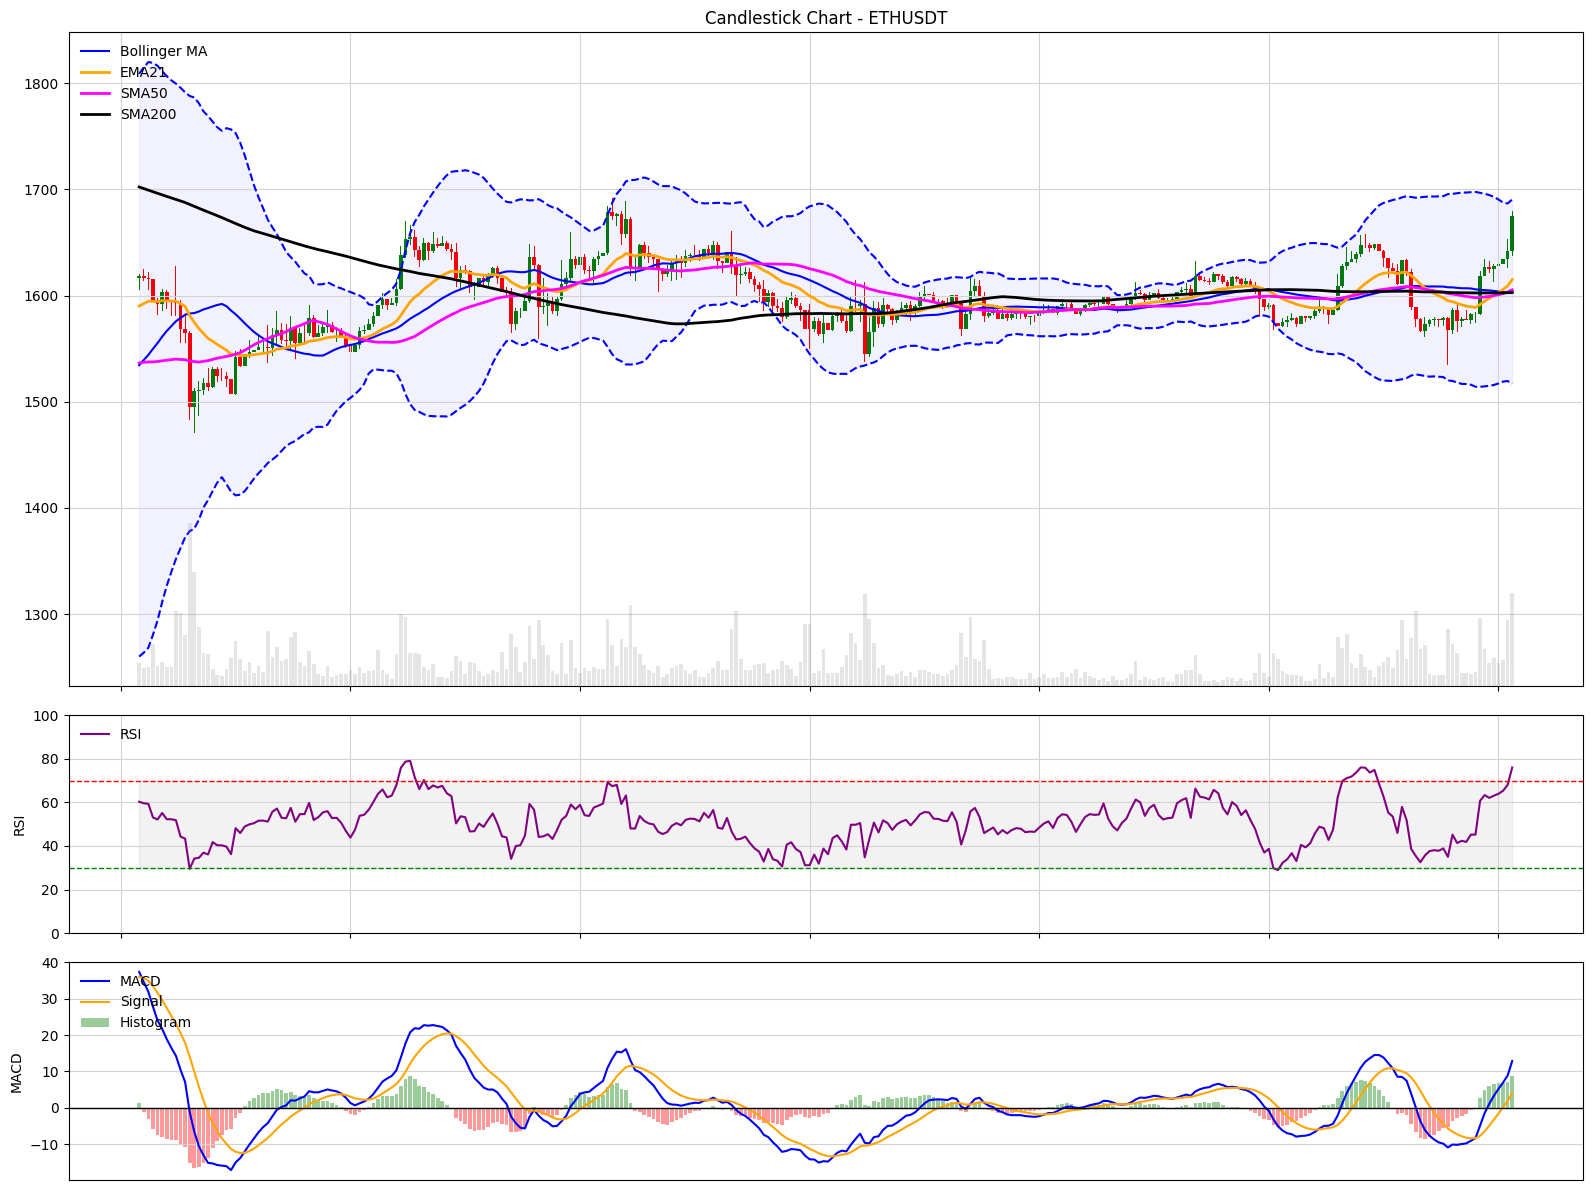 Candlestick Chart - ETHUSDT
Bollinger MA
EMA21
SMA50
SMA200
1800
1700
1600
1500
1400
1300
RSI
100
80
60
40
20
0
RSI
MACD
Signal
Histogram
40
30
20
10
0
−10
MACD